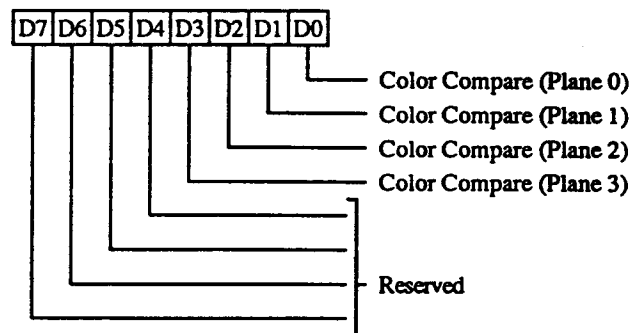 D7 D6 D5 D4 D3 D2 D1 D0
Color Compare (Plane 0)
Color Compare (Plane 1)
Color Compare (Plane 2)
Color Compare (Plane 3)
Reserved